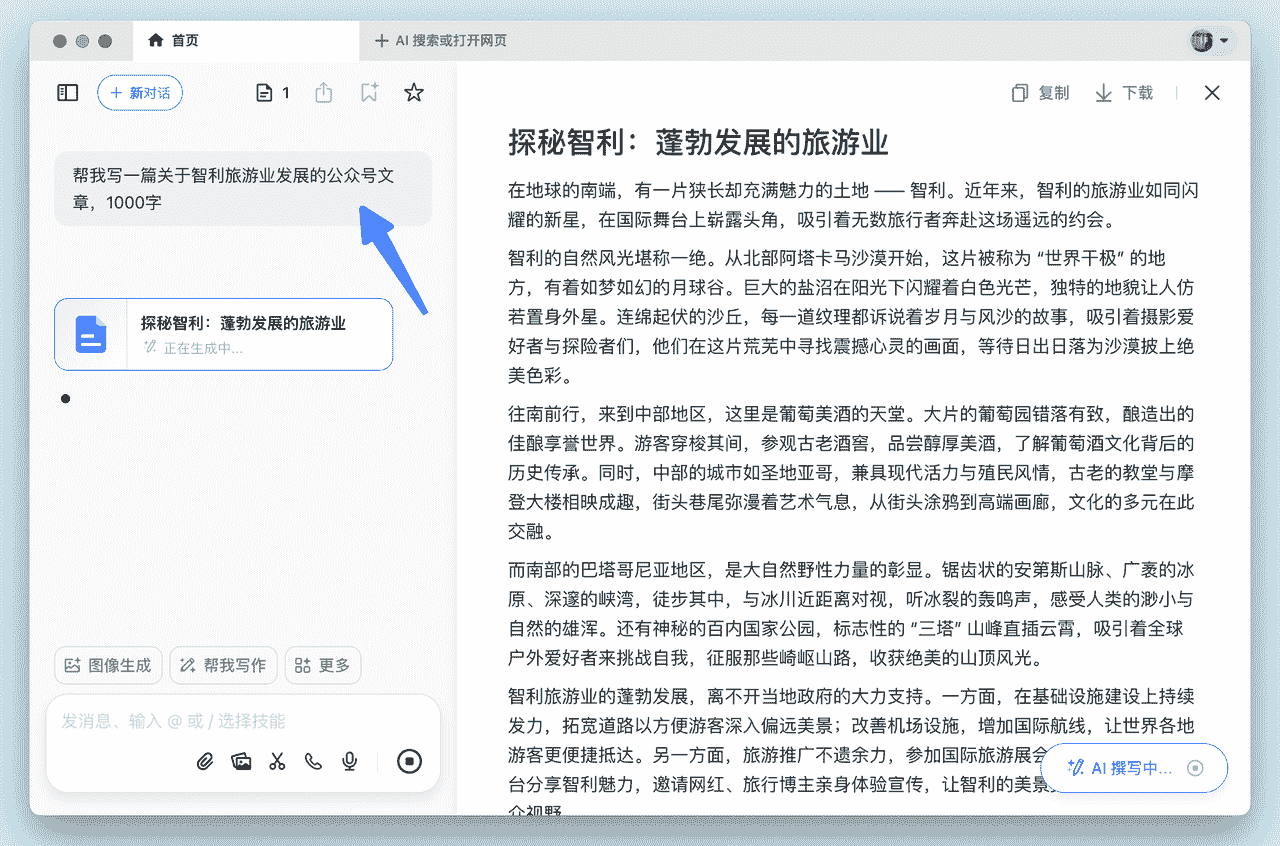 首页
AI 搜索或打开网页
新对话
1
复制
下载
帮我写一篇关于智利旅游业发展的公众号文
章，1000字
探秘智利：蓬勃发展的旅游业
正在生成中...
图像生成
帮我写作
更多
发消息、输入 @ 或 / 选择技能
探秘智利：蓬勃发展的旅游业
在地球的南端，有一片狭长却充满魅力的土地 —— 智利。近年来，智利的旅游业如同闪
耀的新星，在国际舞台上崭露头角，吸引着无数旅行者奔赴这场遥远的约会。
智利的自然风光堪称一绝。从北部阿塔卡马沙漠开始，这片被称为 “世界干极” 的地
方，有着如梦如幻的月球谷。巨大的盐沼在阳光下闪耀着白色光芒，独特的地貌让人仿
若置身外星。连绵起伏的沙丘，每一道纹理都诉说着岁月与风沙的故事，吸引着摄影爱
好者与探险者们，他们在这片荒芜中寻找震撼心灵的画面，等待日出日落为沙漠披上绝
美色彩。
往南前行，来到中部地区，这里是葡萄美酒的天堂。大片的葡萄园错落有致，酿造出的
佳酿享誉世界。游客穿梭其间，参观古老酒窖，品尝醇厚美酒，了解葡萄酒文化背后的
历史传承。同时，中部的城市如圣地亚哥，兼具现代活力与殖民风情，古老的教堂与摩
登大楼相映成趣，街头巷尾弥漫着艺术气息，从街头涂鸦到高端画廊，文化的多元在此
交融。
而南部的巴塔哥尼亚地区，是大自然野性力量的彰显。锯齿状的安第斯山脉、广袤的冰
原、深邃的峡湾，徒步其中，与冰川近距离对视，听冰裂的轰鸣声，感受人类的渺小与
自然的雄浑。还有神秘的百内国家公园，标志性的 “三塔” 山峰直插云霄，吸引着全球
户外爱好者来挑战自我，征服那些崎岖山路，收获绝美的山顶风光。
智利旅游业的蓬勃发展，离不开当地政府的大力支持。一方面，在基础设施建设上持续
发力，拓宽道路以方便游客深入偏远美景；改善机场设施，增加国际航线，让世界各地
游客更便捷抵达。另一方面，旅游推广不遗余力，参加国际旅游展会
台分享智利魅力，邀请网红、旅行博主亲身体验宣传，让智利的美景
众视野
AI 撰写中...